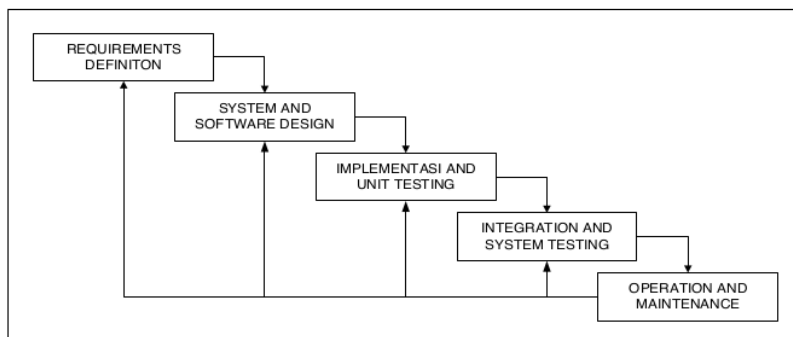 REQUIREMENTS
DEFINITON
SYSTEM AND
SOFTWARE DESIGN
IMPLEMENTASI AND
UNIT TESTING
INTEGRATION AND
SYSTEM TESTING
OPERATION AND
MAINTENANCE